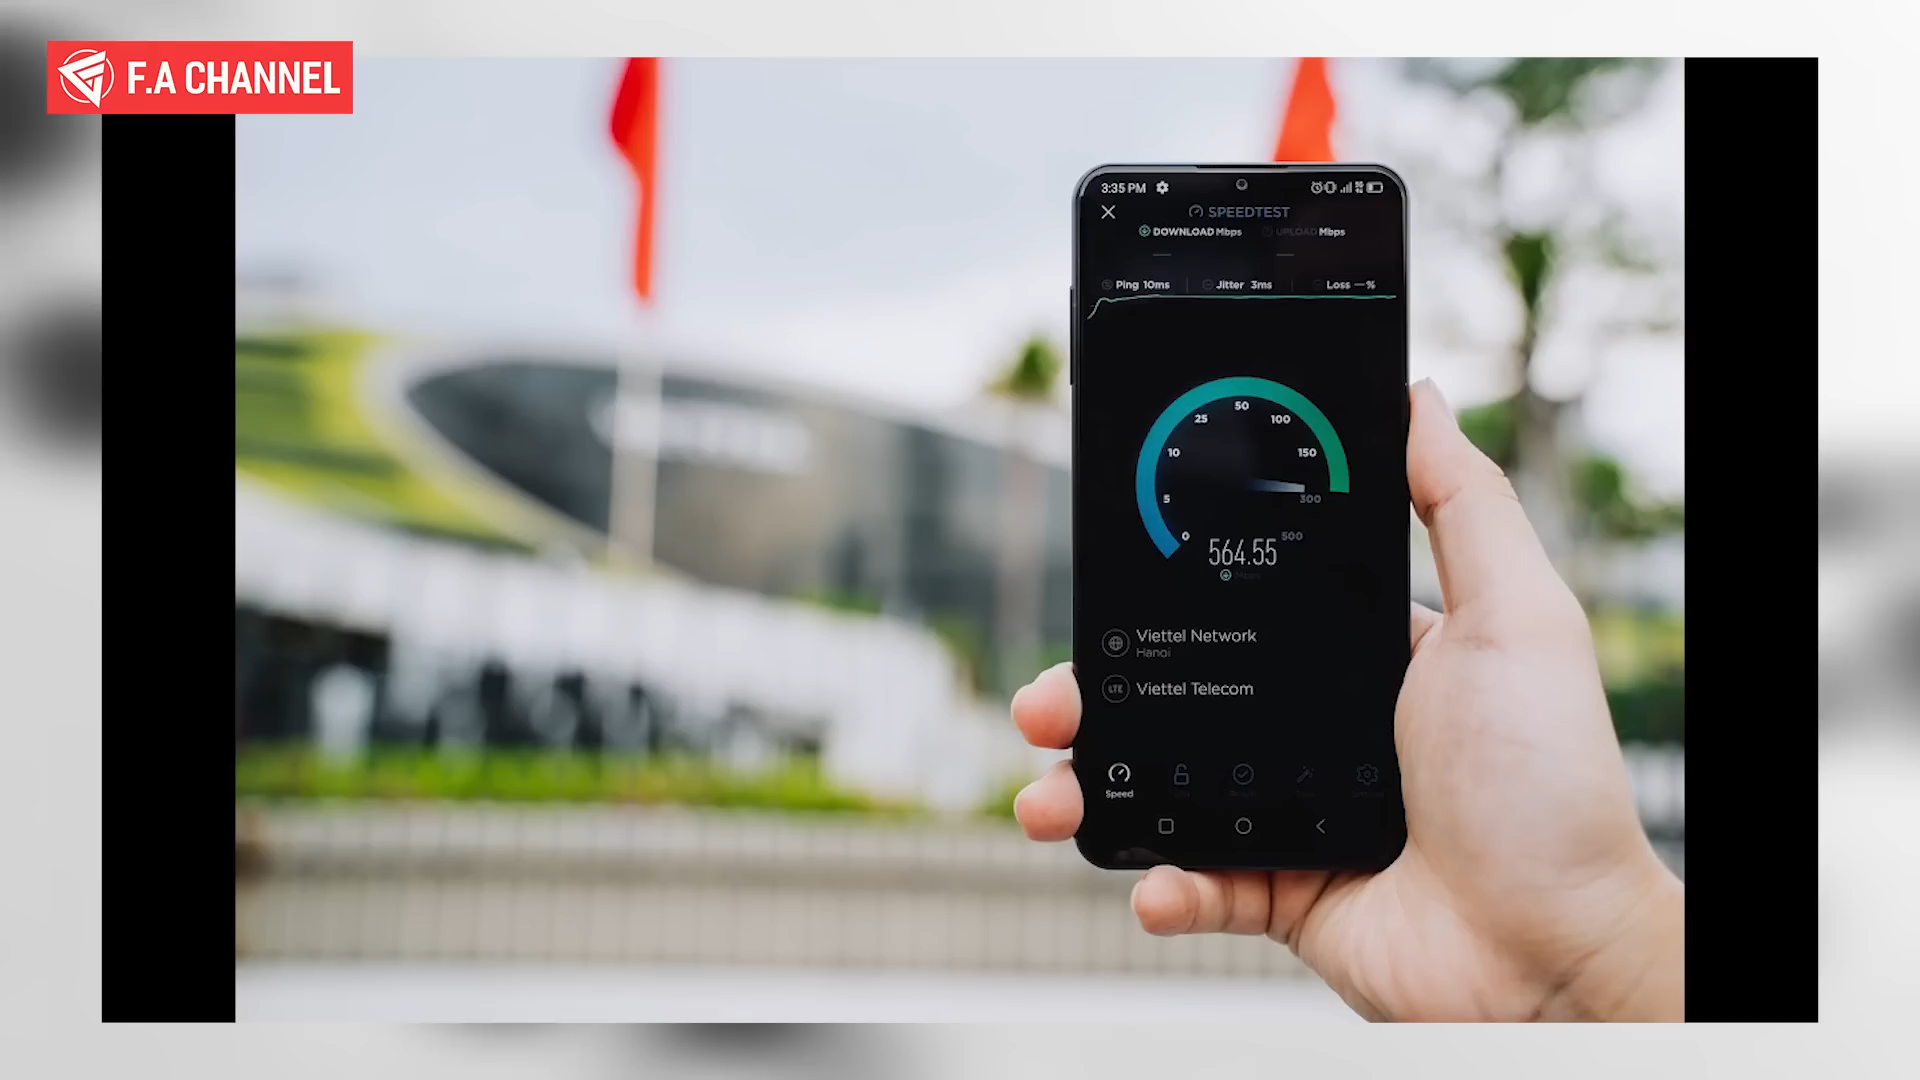 F.A CHANNEL
3:35 PM
SPEEDTEST
DOWNLOAD Mbps
UPLOAD Mbps
Ping 10ms
Jitter 3ms
Loss —%
50
25
100
10
150
5
300
0
500
564.55
Viettel Network
Hanoi
LTE
Viettel Telecom
Speed